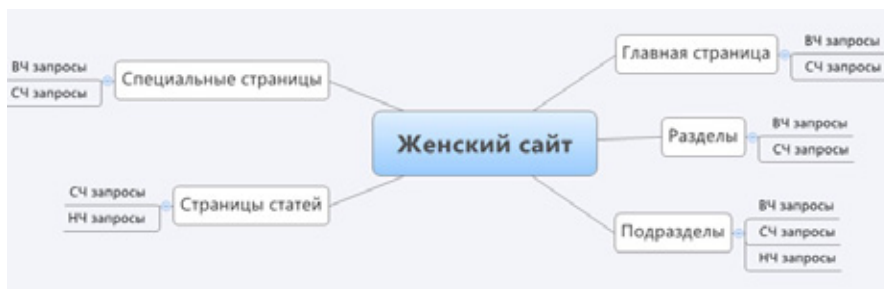 Женский сайт
Главная страница
ВЧ запросы
СЧ запросы
Разделы
ВЧ запросы
СЧ запросы
Подразделы
ВЧ запросы
СЧ запросы
НЧ запросы
Специальные страницы
ВЧ запросы
СЧ запросы
Страницы статей
СЧ запросы
НЧ запросы